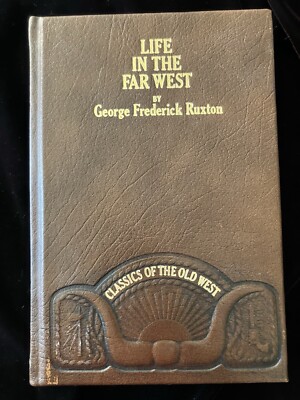 LIFE
IN THE
FAR WEST
BY
George Frederick Ruxton
CLASSICS OF THE OLD WEST